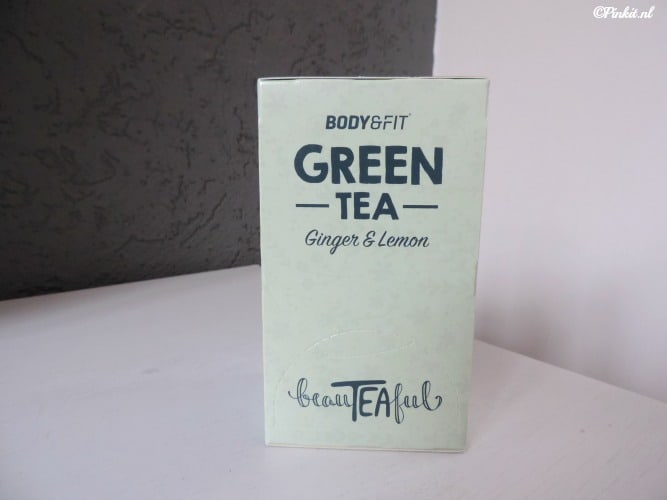 ©Pinkit.nl
BODY&FIT
GREEN
TEA
Ginger & Lemon
beauTEAful